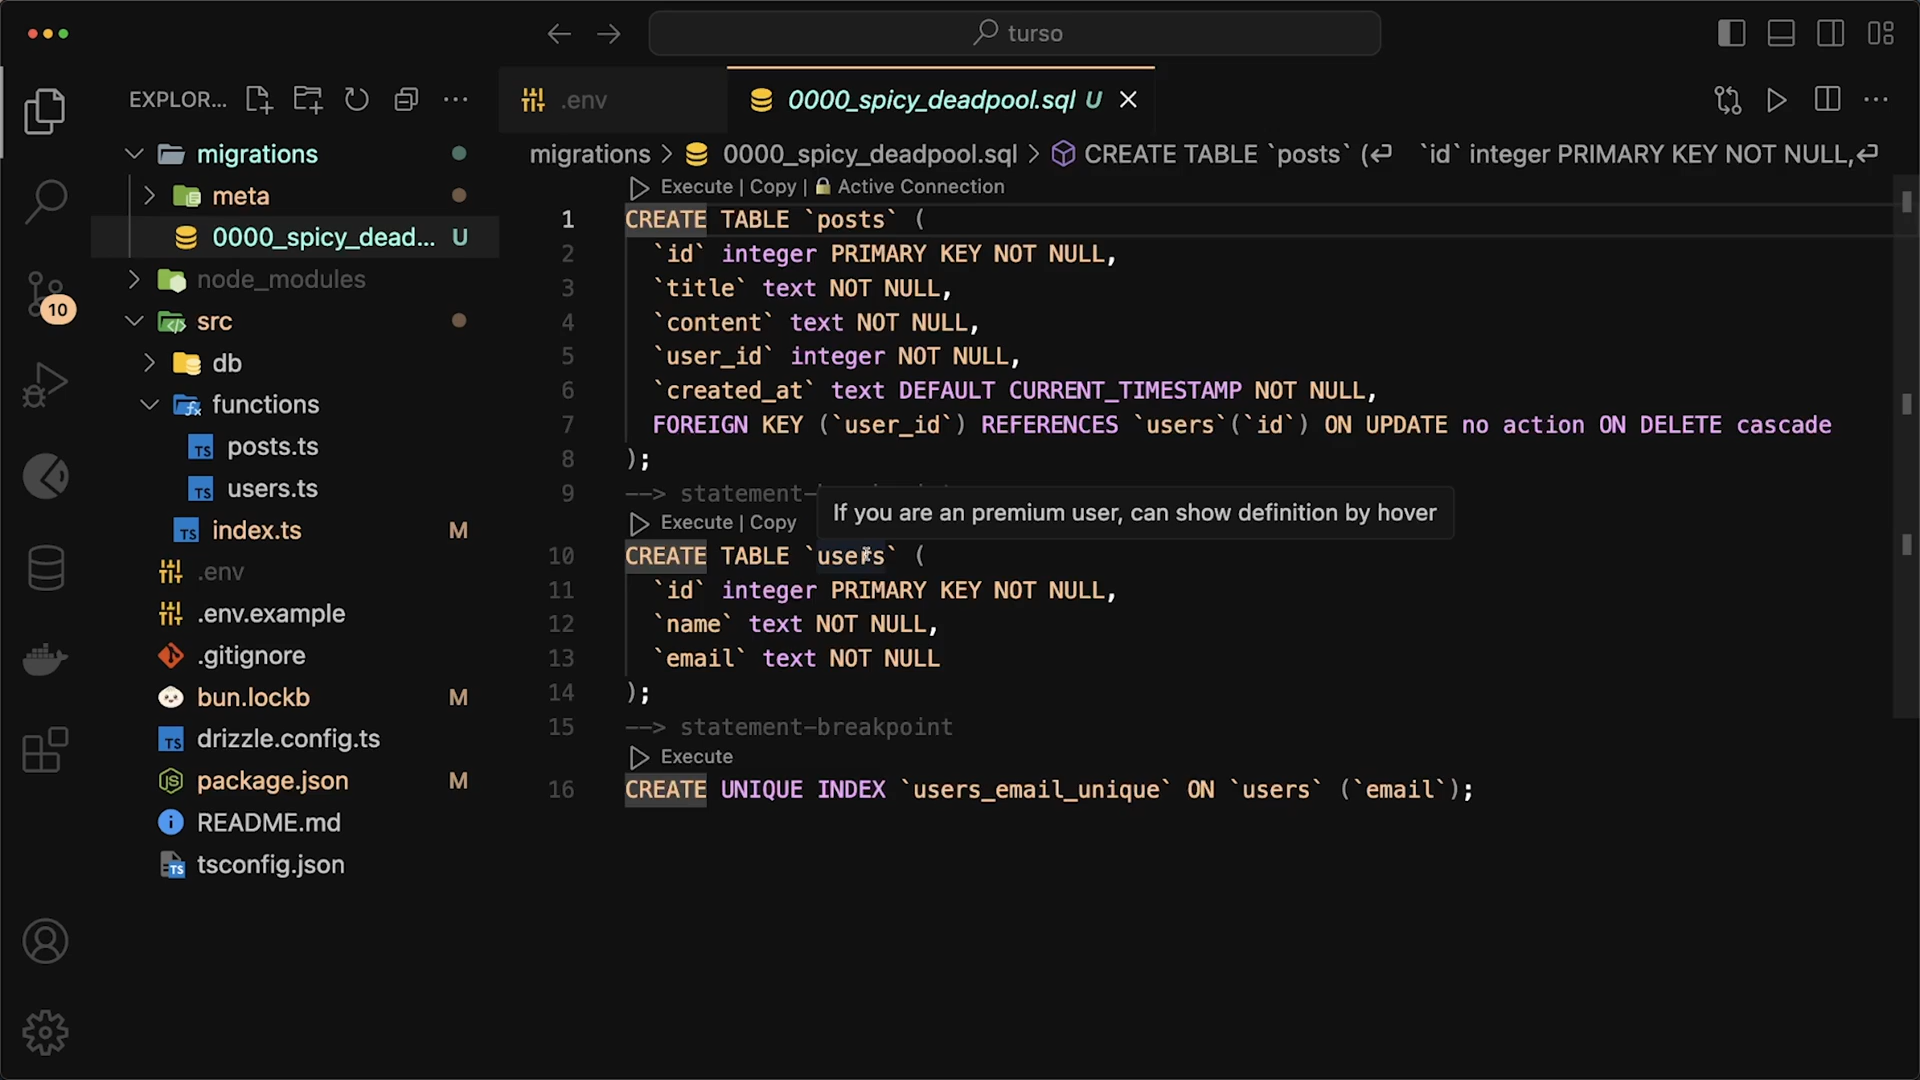 turso
EXPLOR...
.env
0000_spicy_deadpool.sql U
migrations
meta
0000_spicy_dead... U
node_modules
src
db
functions
TS posts.ts
TS users.ts
TS index.ts M
.env
.env.example
.gitignore
bun.lockb M
TS drizzle.config.ts
JS package.json M
i README.md
TS tsconfig.json
10
migrations > 0000_spicy_deadpool.sql > CREATE TABLE `posts` (↵ `id` integer PRIMARY KEY NOT NULL,↵
Execute | Copy | Active Connection
1 CREATE TABLE `posts` (
2 `id` integer PRIMARY KEY NOT NULL,
3 `title` text NOT NULL,
4 `content` text NOT NULL,
5 `user_id` integer NOT NULL,
6 `created_at` text DEFAULT CURRENT_TIMESTAMP NOT NULL,
7 FOREIGN KEY (`user_id`) REFERENCES `users`(`id`) ON UPDATE no action ON DELETE cascade
8 );
9 --> statement-
If you are an premium user, can show definition by hover
Execute | Copy
10 CREATE TABLE `users` (
11 `id` integer PRIMARY KEY NOT NULL,
12 `name` text NOT NULL,
13 `email` text NOT NULL
14 );
15 --> statement-breakpoint
Execute
16 CREATE UNIQUE INDEX `users_email_unique` ON `users` (`email`);